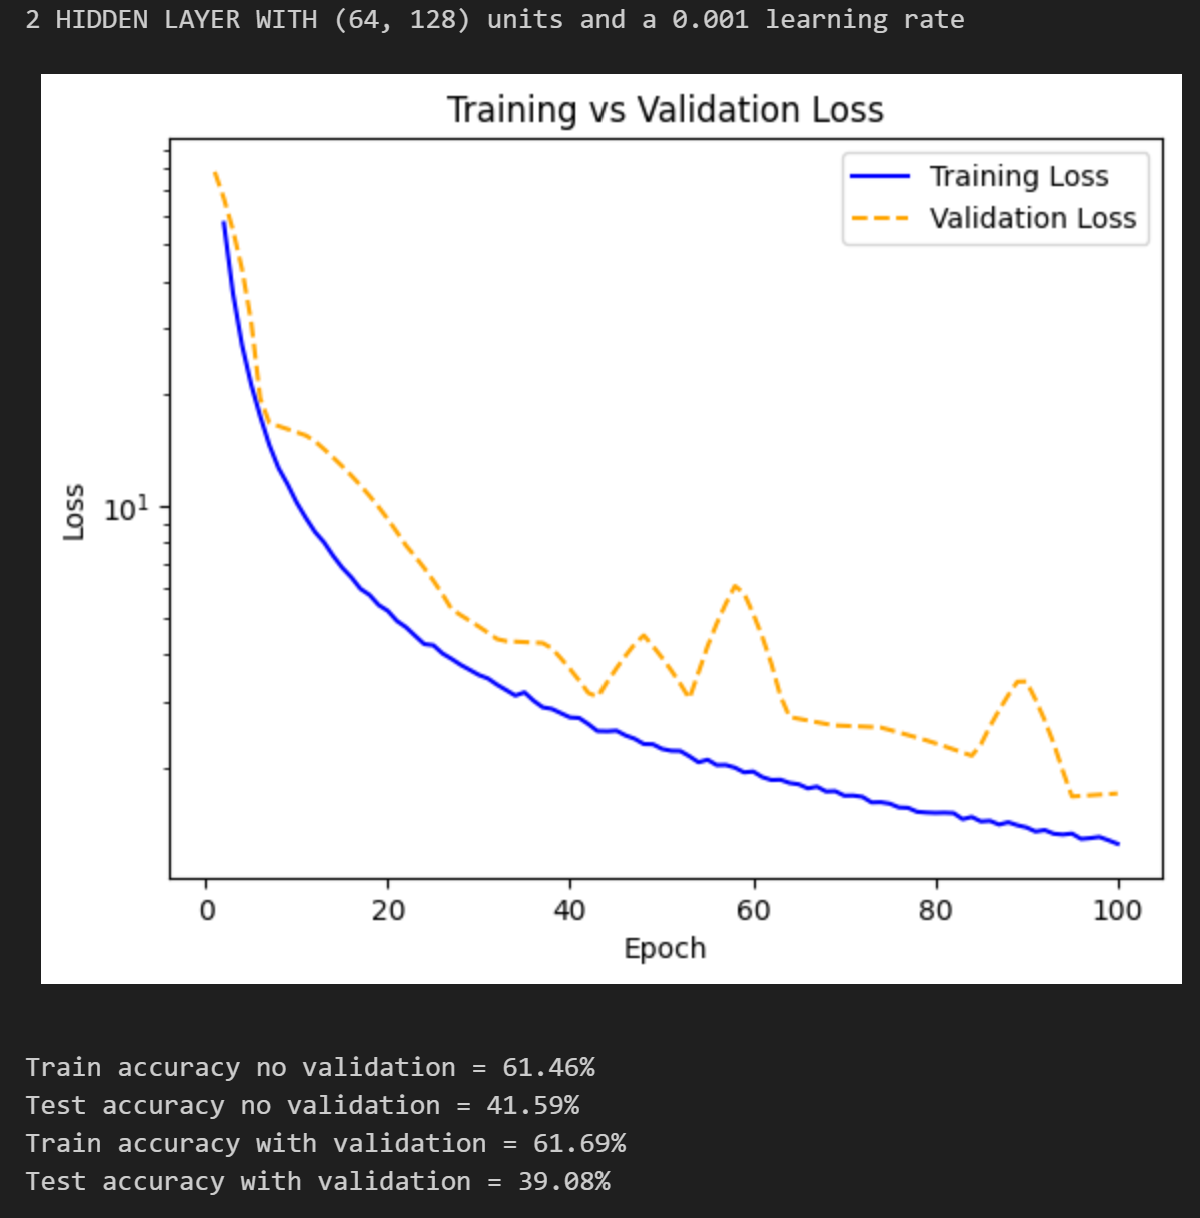 2 HIDDEN LAYER WITH (64, 128) units and a 0.001 learning rate
Training vs Validation Loss
Training Loss
Validation Loss
Loss
10¹
0 20 40 60 80 100
Epoch
Train accuracy no validation = 61.46%
Test accuracy no validation = 41.59%
Train accuracy with validation = 61.69%
Test accuracy with validation = 39.08%